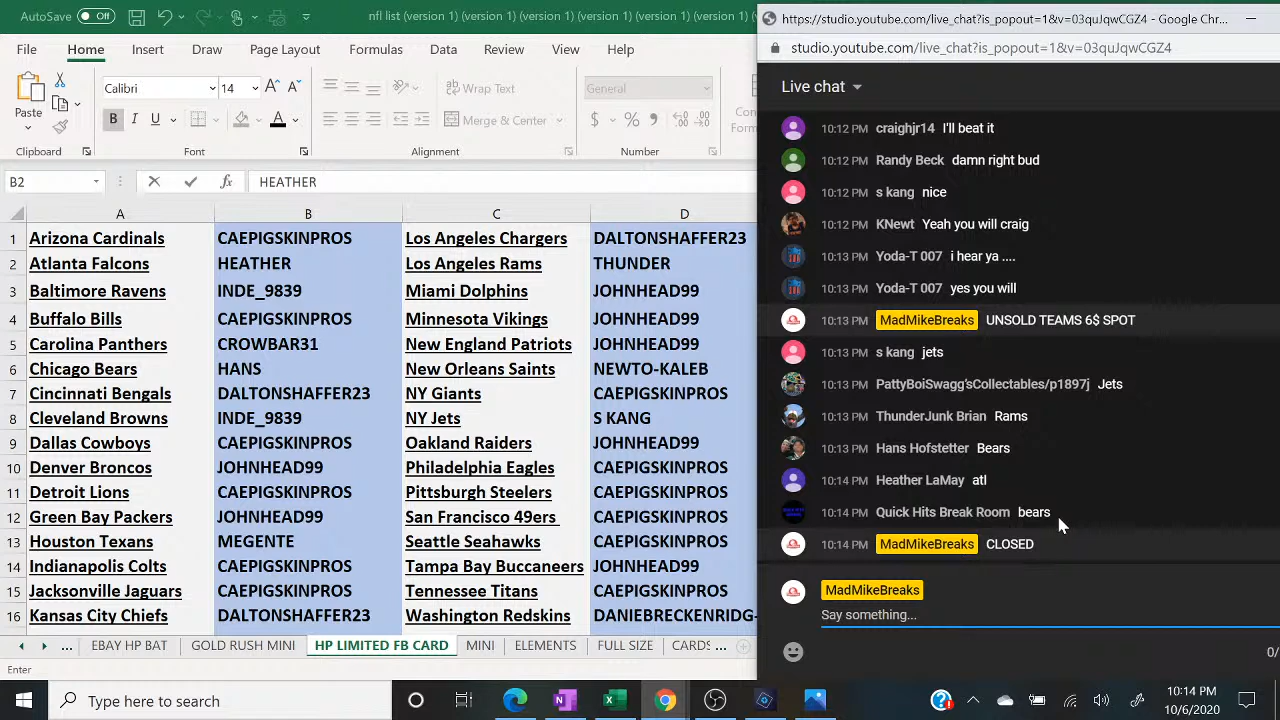 AutoSave Off nfl list (version 1) (version 1) (version 1)
File Home Insert Draw Page Layout Formulas Data Review View Help
Calibri 14 Wrap Text General
Paste B I U Merge & Center $ % Conc Form
Clipboard Font Alignment Number
B2 fx HEATHER
A B C D
1 Arizona Cardinals CAEPIGSKINPROS Los Angeles Chargers DALTONSHAFFER23
2 Atlanta Falcons HEATHER Los Angeles Rams THUNDER
3 Baltimore Ravens INDE_9839 Miami Dolphins JOHNHEAD99
4 Buffalo Bills CAEPIGSKINPROS Minnesota Vikings JOHNHEAD99
5 Carolina Panthers CROWBAR31 New England Patriots JOHNHEAD99
6 Chicago Bears HANS New Orleans Saints NEWTO-KALEB
7 Cincinnati Bengals DALTONSHAFFER23 NY Giants CAEPIGSKINPROS
8 Cleveland Browns INDE_9839 NY Jets S KANG
9 Dallas Cowboys CAEPIGSKINPROS Oakland Raiders JOHNHEAD99
10 Denver Broncos JOHNHEAD99 Philadelphia Eagles CAEPIGSKINPROS
11 Detroit Lions CAEPIGSKINPROS Pittsburgh Steelers CAEPIGSKINPROS
12 Green Bay Packers JOHNHEAD99 San Francisco 49ers CAEPIGSKINPROS
13 Houston Texans MEGENTE Seattle Seahawks CAEPIGSKINPROS
14 Indianapolis Colts CAEPIGSKINPROS Tampa Bay Buccaneers JOHNHEAD99
15 Jacksonville Jaguars CAEPIGSKINPROS Tennessee Titans CAEPIGSKINPROS
16 Kansas City Chiefs DALTONSHAFFER23 Washington Redskins DANIEBRECKENRIDG-
... EBAY HP BAT GOLD RUSH MINI HP LIMITED FB CARD MINI ELEMENTS FULL SIZE CARDS ...
Enter
https://studio.youtube.com/live_chat?is_popout=1&v=03quJqwCGZ4 - Google Chr...
studio.youtube.com/live_chat?is_popout=1&v=03quJqwCGZ4
Live chat
10:12 PM craighjr14 I'll beat it
10:12 PM Randy Beck damn right bud
10:12 PM s kang nice
10:12 PM KNewt Yeah you will craig
10:13 PM Yoda-T 007 i hear ya ....
10:13 PM Yoda-T 007 yes you will
10:13 PM MadMikeBreaks UNSOLD TEAMS 6$ SPOT
10:13 PM s kang jets
10:13 PM PattyBoiSwagg'sCollectables/p1897j Jets
10:13 PM ThunderJunk Brian Rams
10:13 PM Hans Hofstetter Bears
10:14 PM Heather LaMay atl
10:14 PM Quick Hits Break Room bears
10:14 PM MadMikeBreaks CLOSED
MadMikeBreaks
Say something...
0/
Type here to search
10:14 PM
10/6/2020